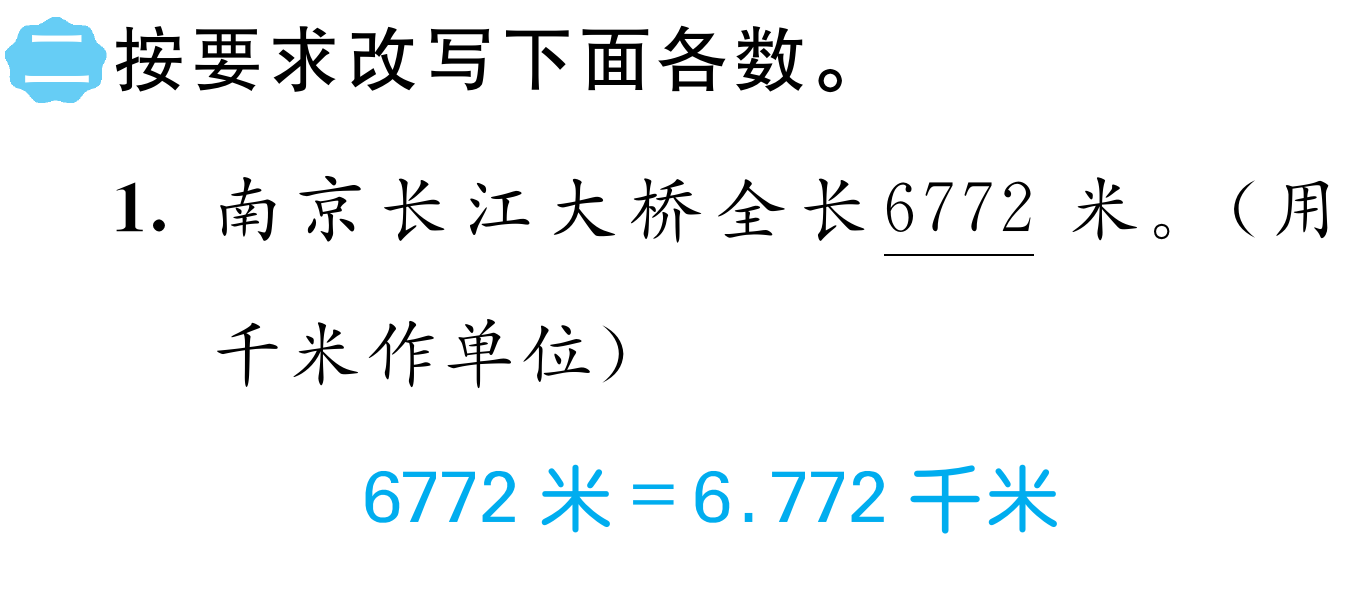 二 按要求改写下面各数。
1. 南京长江大桥全长6772 米。（用
千米作单位）
6772 米=6.772 千米